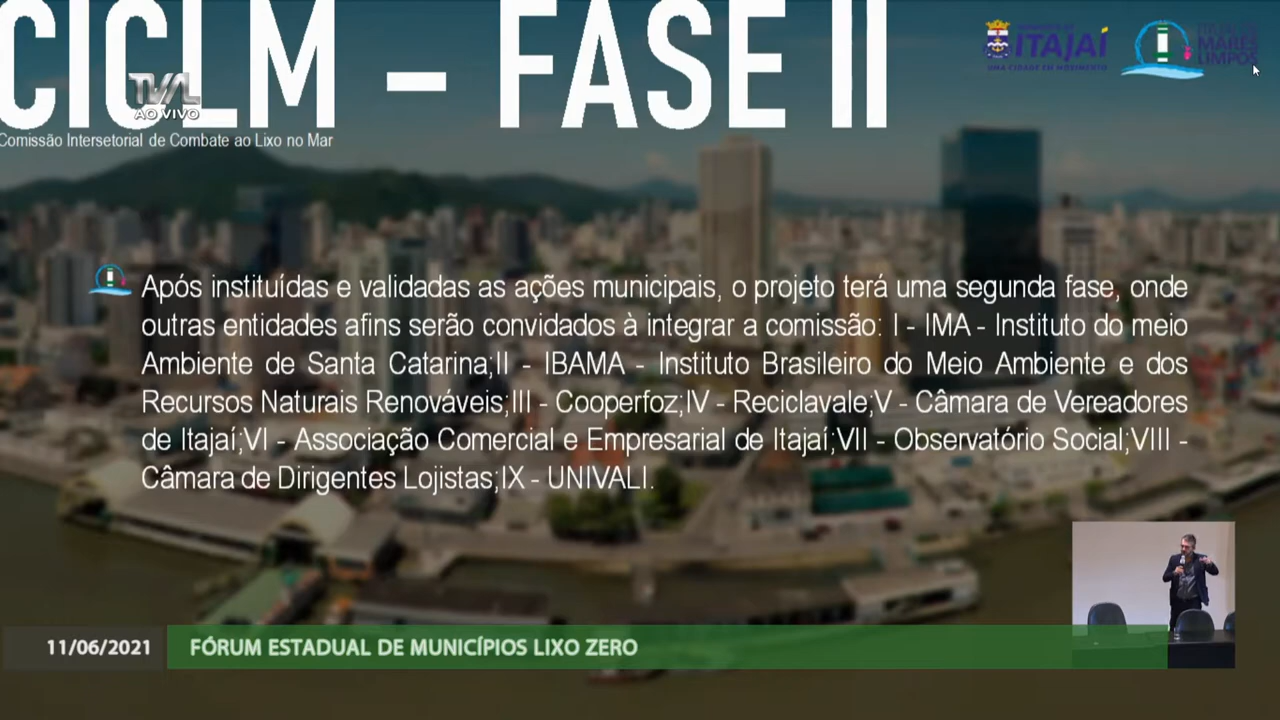 CICLM - FASE II
TVAL
AO VIVO
Comissão Intersetorial de Combate ao Lixo no Mar
ITAJAÍ
UMA CIDADE EM MOVIMENTO
MARES
LIMPOS
Após instituídas e validadas as ações municipais, o projeto terá uma segunda fase, onde
outras entidades afins serão convidados à integrar a comissão: I - IMA - Instituto do meio
Ambiente de Santa Catarina;II - IBAMA - Instituto Brasileiro do Meio Ambiente e dos
Recursos Naturais Renováveis;III - Cooperfoz;IV - Reciclavale;V - Câmara de Vereadores
de Itajaí;VI - Associação Comercial e Empresarial de Itajaí;VII - Observatório Social;VIII -
Câmara de Dirigentes Lojistas;IX - UNIVALI.
11/06/2021
FÓRUM ESTADUAL DE MUNICÍPIOS LIXO ZERO